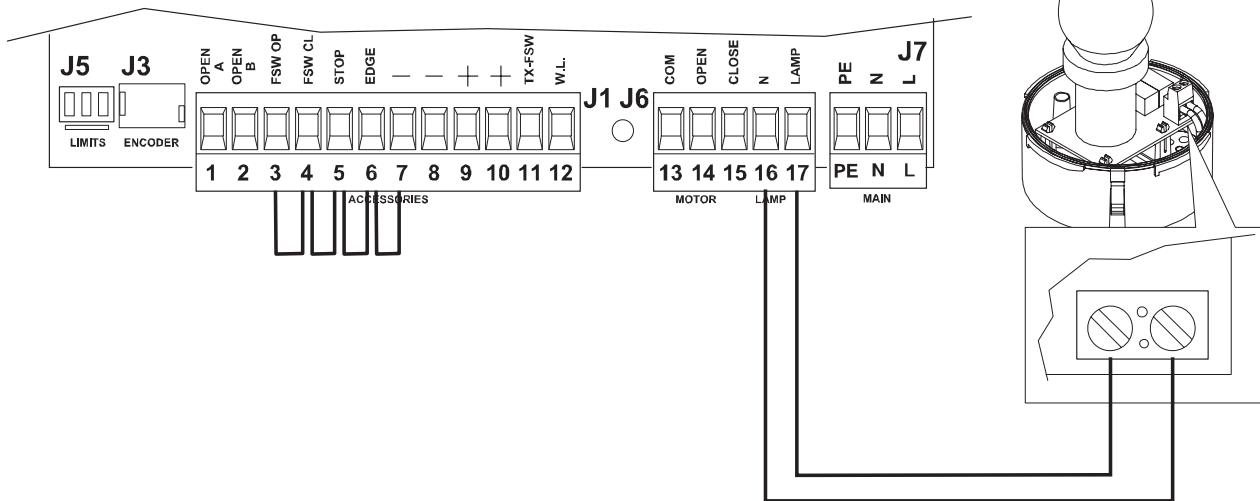 J5 J3
LIMITS ENCODER
OPEN A
OPEN B
FSW OP
FSW CL
STOP
EDGE
—
—
+
+
TX-FSW
W.L.
1 2 3 4 5 6 7 8 9 10 11 12
ACCESSORIES
J1 J6
COM
OPEN
CLOSE
N
LAMP
13 14 15 16 17
MOTOR LAMP
J7
PE
N
L
PE N L
MAIN